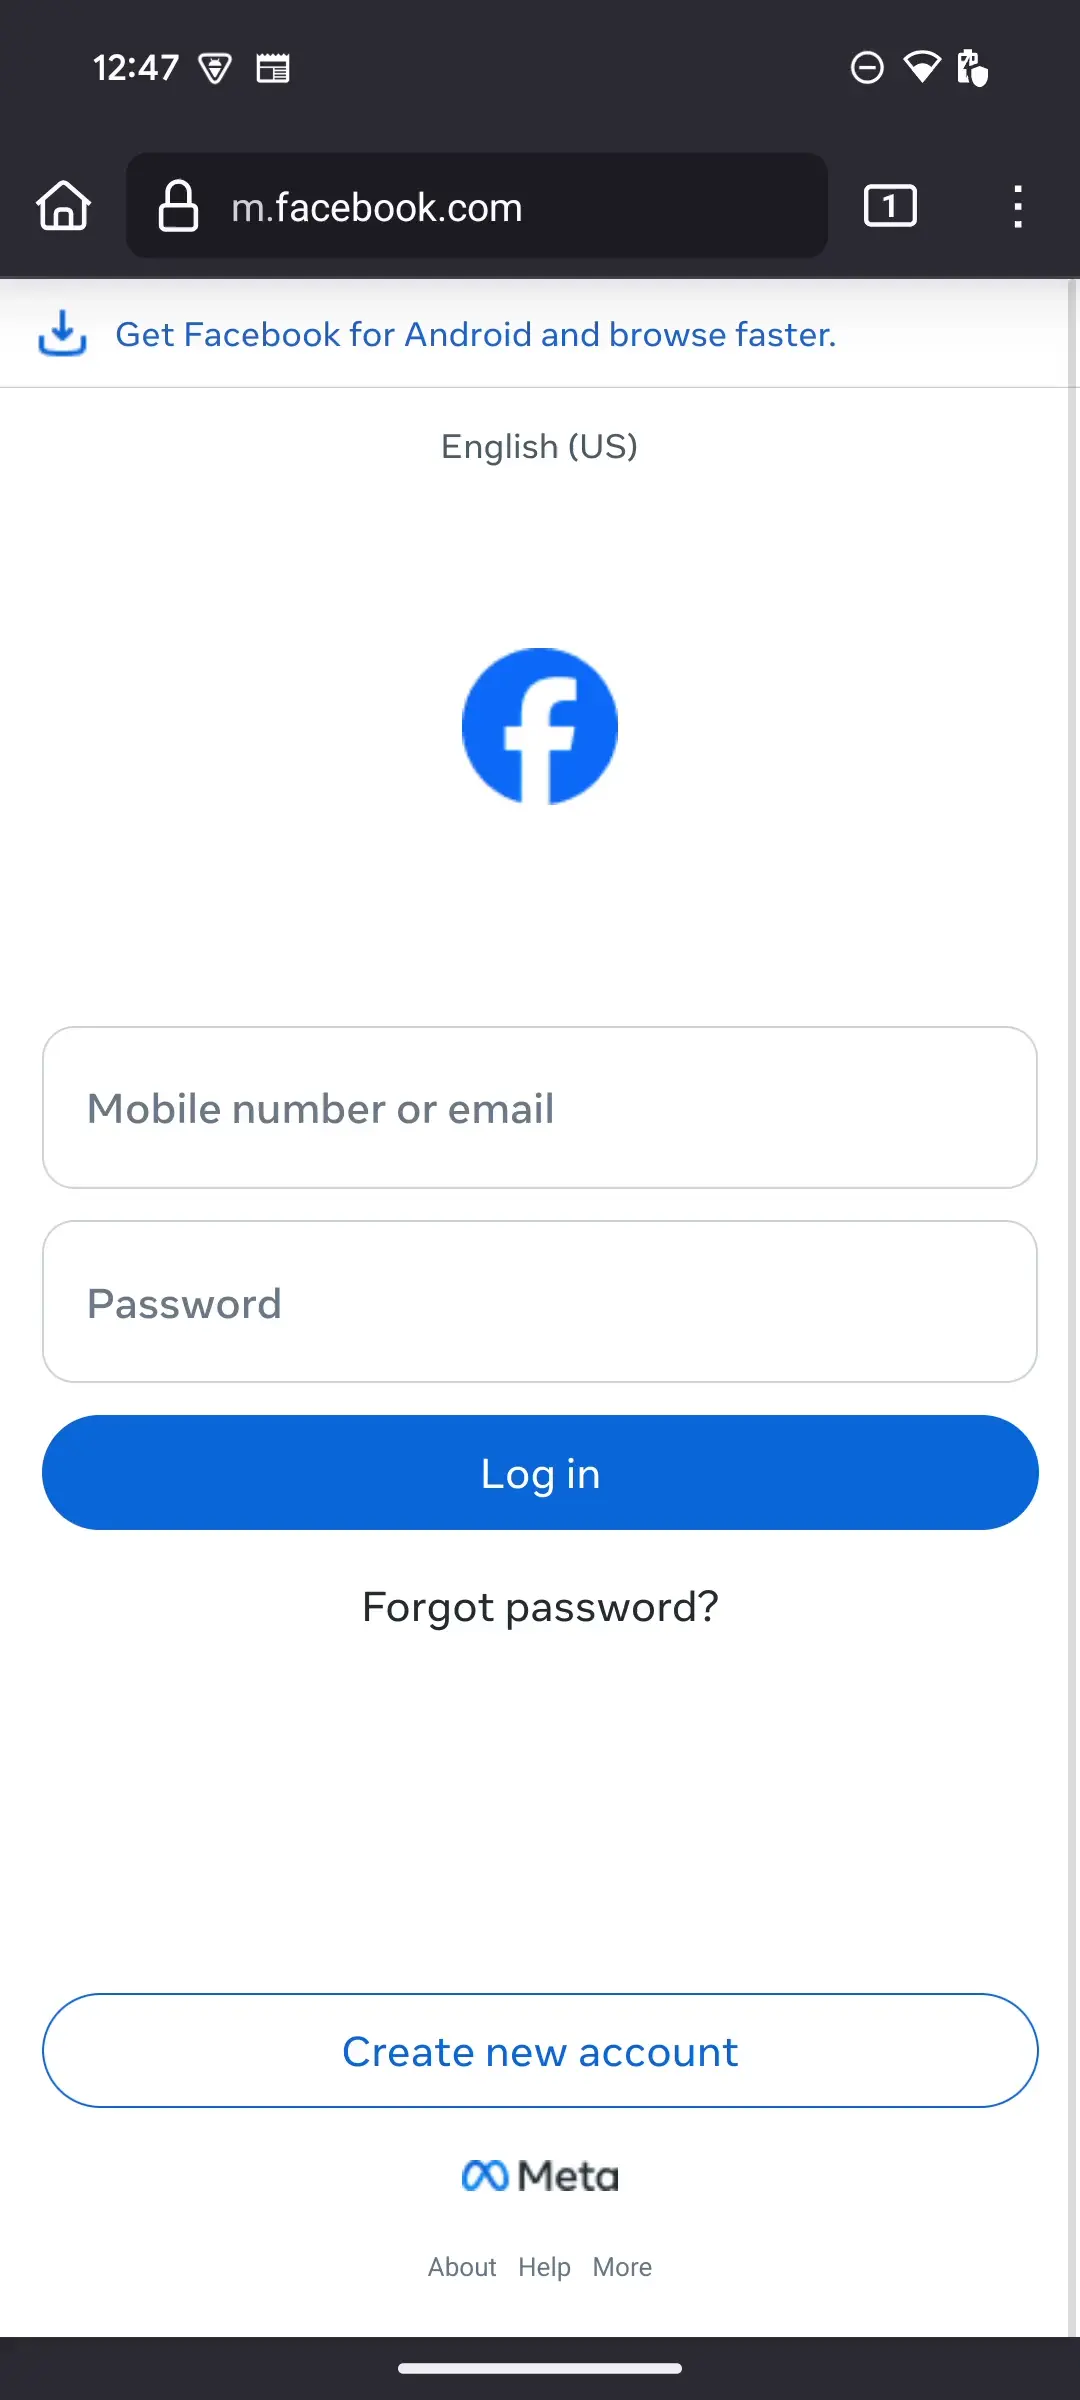 12:47
m.facebook.com
1
Get Facebook for Android and browse faster.
English (US)
Mobile number or email
Password
Log in
Forgot password?
Create new account
Meta
About Help More